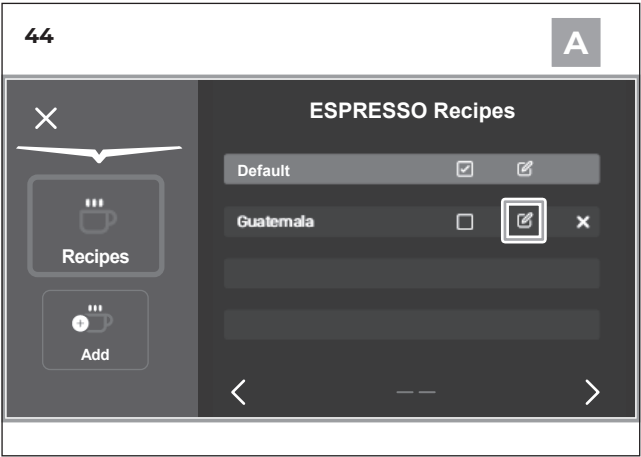 44
A
ESPRESSO Recipes
Default
Guatemala
Recipes
Add